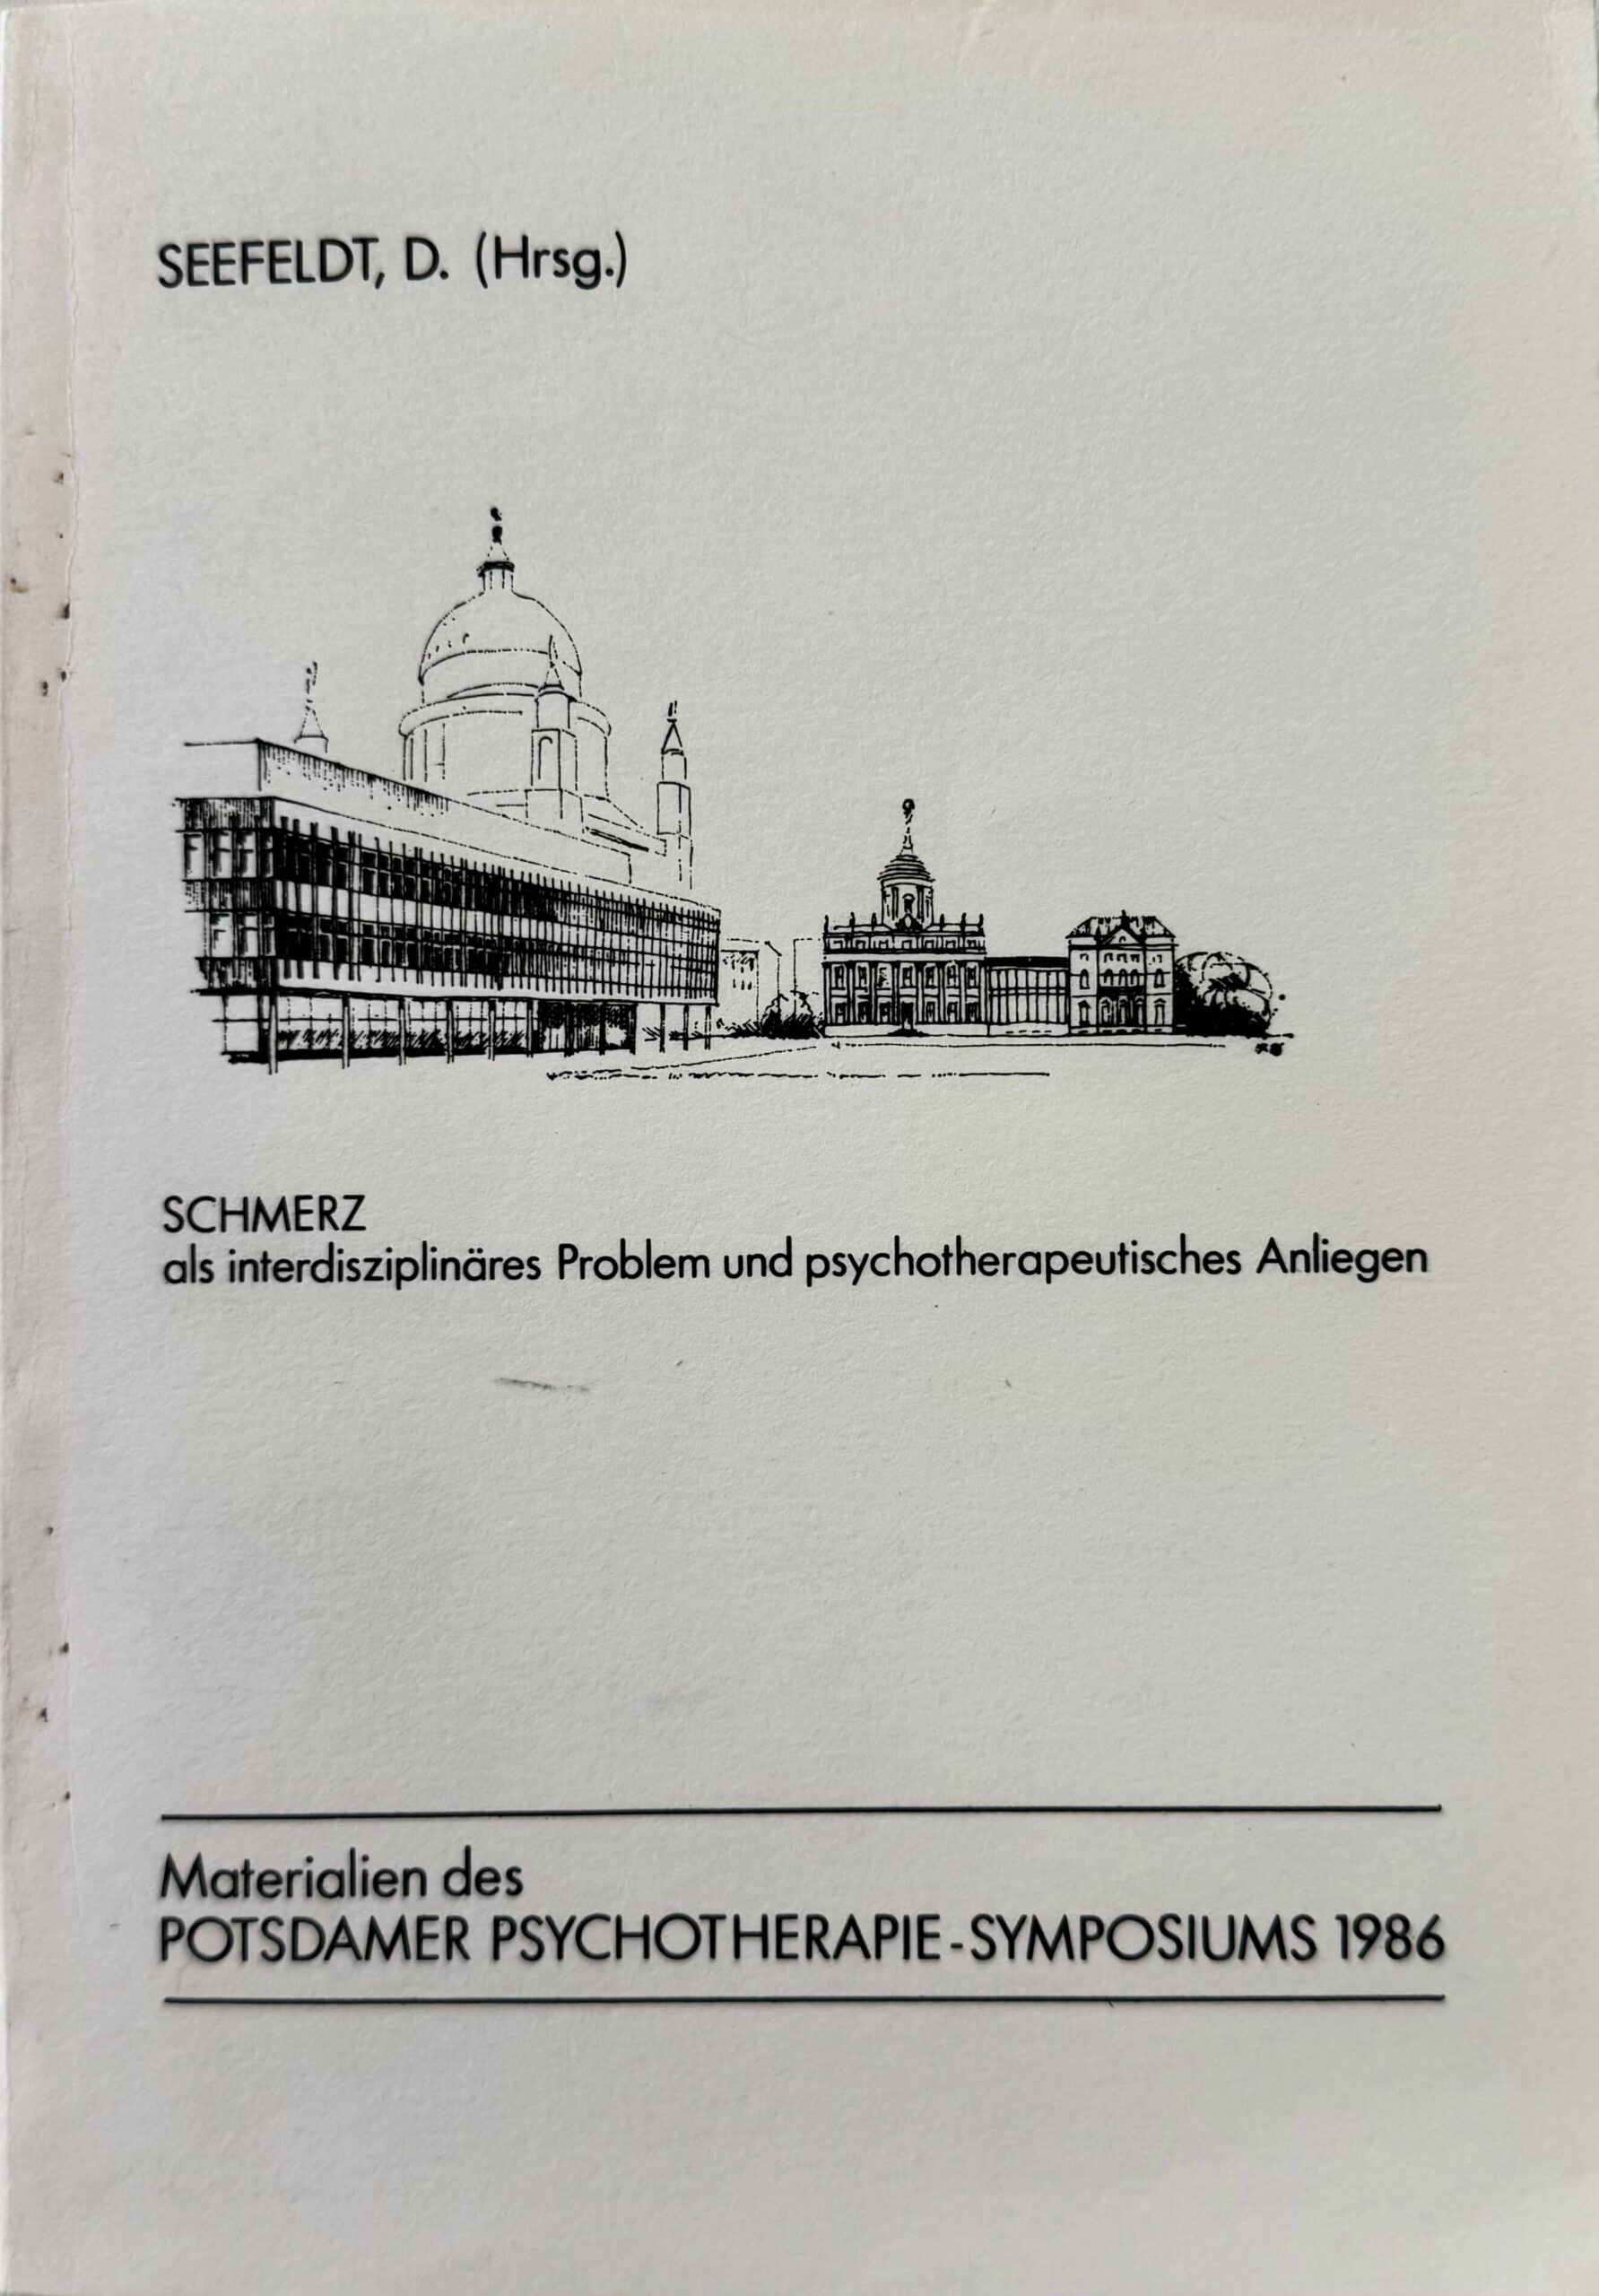 SEEFELDT, D. (Hrsg.)
SCHMERZ
als interdisziplinäres Problem und psychotherapeutisches Anliegen
Materialien des
POTSDAMER PSYCHOTHERAPIE-SYMPOSIUMS 1986